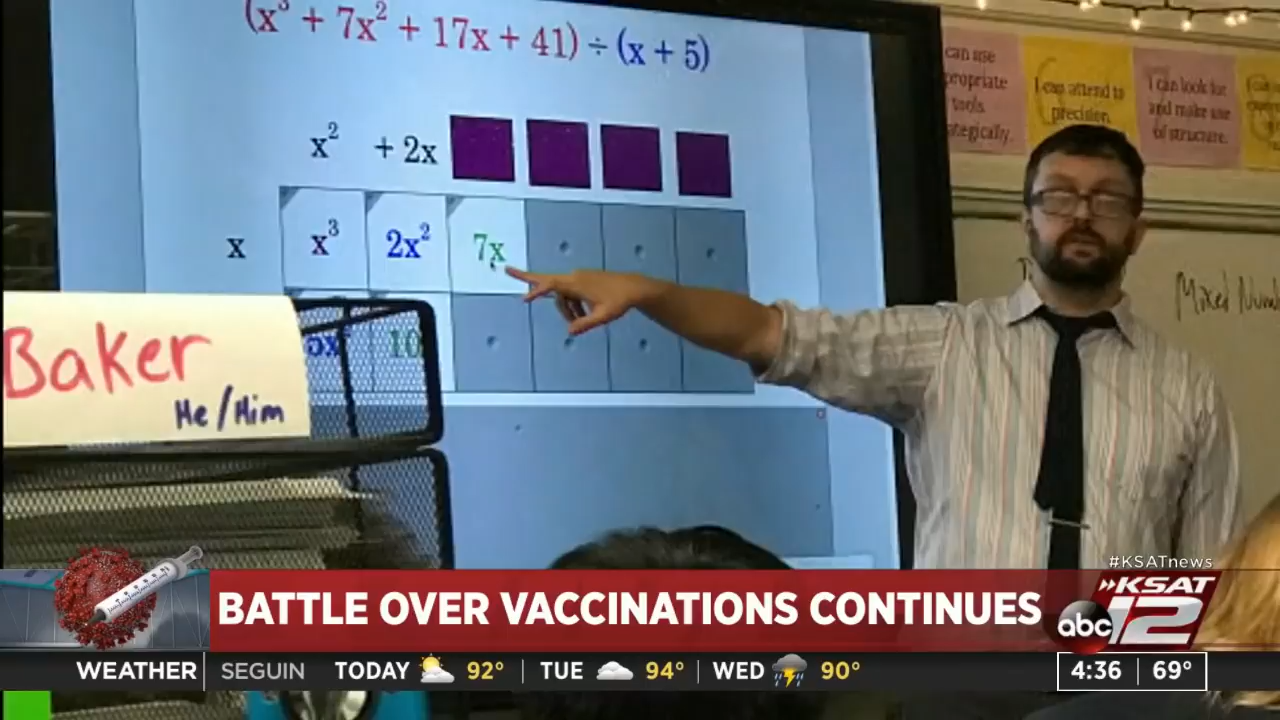 (x³ + 7x² + 17x + 41) ÷ (x + 5)
x² + 2x
x x³ 2x² 7x
5x 10
can use
I can attend to
precision.
I can look for
and make use
of structure.
tools
Mixed
Baker
He/Him
#KSATnews
BATTLE OVER VACCINATIONS CONTINUES
KSAT
abc 12
WEATHER SEGUIN TODAY 92° TUE 94° WED 90° 4:36 69°